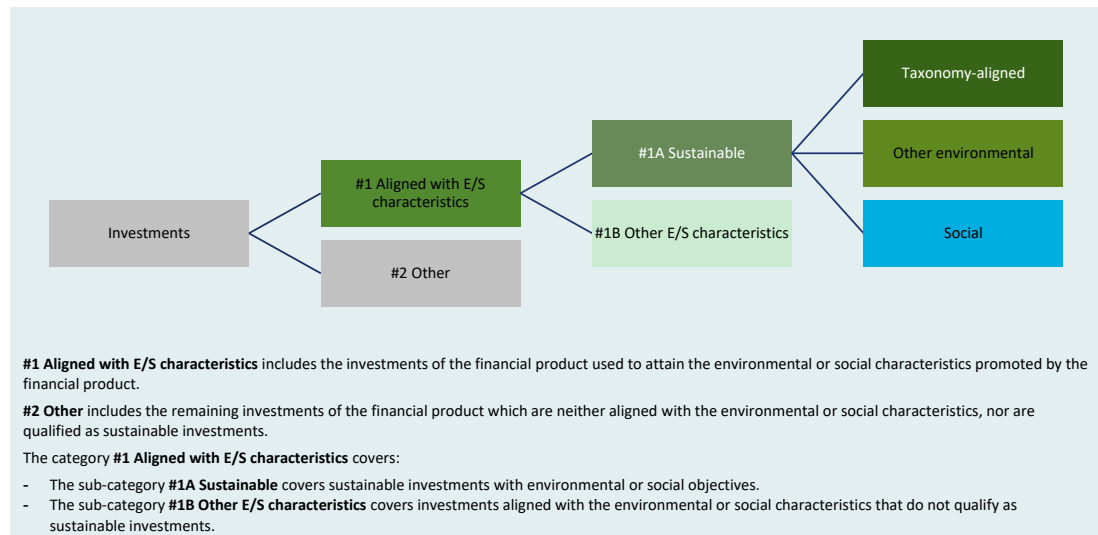 Taxonomy-aligned
#1A Sustainable
Other environmental
#1 Aligned with E/S
characteristics
Investments
#1B Other E/S characteristics
Social
#2 Other
#1 Aligned with E/S characteristics includes the investments of the financial product used to attain the environmental or social characteristics promoted by the
financial product.
#2 Other includes the remaining investments of the financial product which are neither aligned with the environmental or social characteristics, nor are
qualified as sustainable investments.
The category #1 Aligned with E/S characteristics covers:
- The sub-category #1A Sustainable covers sustainable investments with environmental or social objectives.
- The sub-category #1B Other E/S characteristics covers investments aligned with the environmental or social characteristics that do not qualify as
sustainable investments.